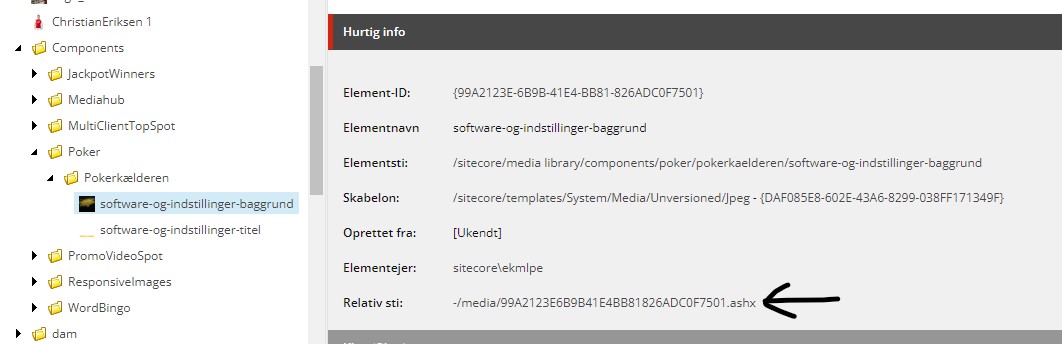 ChristianEriksen 1
Components
JackpotWinners
Mediahub
MultiClientTopSpot
Poker
Pokerkælderen
software-og-indstillinger-baggrund
software-og-indstillinger-titel
PromoVideoSpot
ResponsiveImages
WordBingo
dam
Hurtig info
Element-ID: {99A2123E-6B9B-41E4-BB81-826ADC0F7501}
Elementnavn software-og-indstillinger-baggrund
Elementsti: /sitecore/media library/components/poker/pokerkaelderen/software-og-indstillinger-baggrund
Skabelon: /sitecore/templates/System/Media/Unversioned/Jpeg - {DAF085E8-602E-43A6-8299-038FF171349F}
Oprettet fra: [Ukendt]
Elementejer: sitecore\ekmlpe
Relativ sti: -/media/99A2123E6B9B41E4BB81826ADC0F7501.ashx